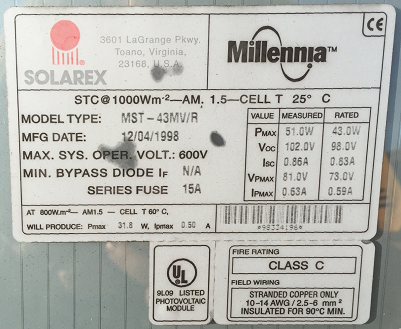 SOLAREX
3601 LaGrange Pkwy.
Toano, Virginia
23168, U.S.A
Millennia™
CE
STC@1000Wm-²—AM, 1.5—CELL T 25° C
MODEL TYPE: MST-43MV/R
MFG DATE: 12/04/1998
MAX. SYS. OPER. VOLT.: 600V
MIN. BYPASS DIODE IF N/A
SERIES FUSE 15A
VALUE MEASURED RATED
PMAX 51.0W 43.0W
VOC 102.0V 98.0V
ISC 0.86A 0.83A
VPMAX 81.0V 73.0V
IPMAX 0.63A 0.59A
AT 800W.m-²—AM1.5 — CELL T 60° C,
WILL PRODUCE: Pmax 31.8 W, Ipmax 0.50 A
*98334196*
UL
®
9L09 LISTED
PHOTOVOLTAIC
MODULE
FIRE RATING
CLASS C
FIELD WIRING
STRANDED COPPER ONLY
10-14 AWG / 2.5-6 mm²
INSULATED FOR 90°C MIN.